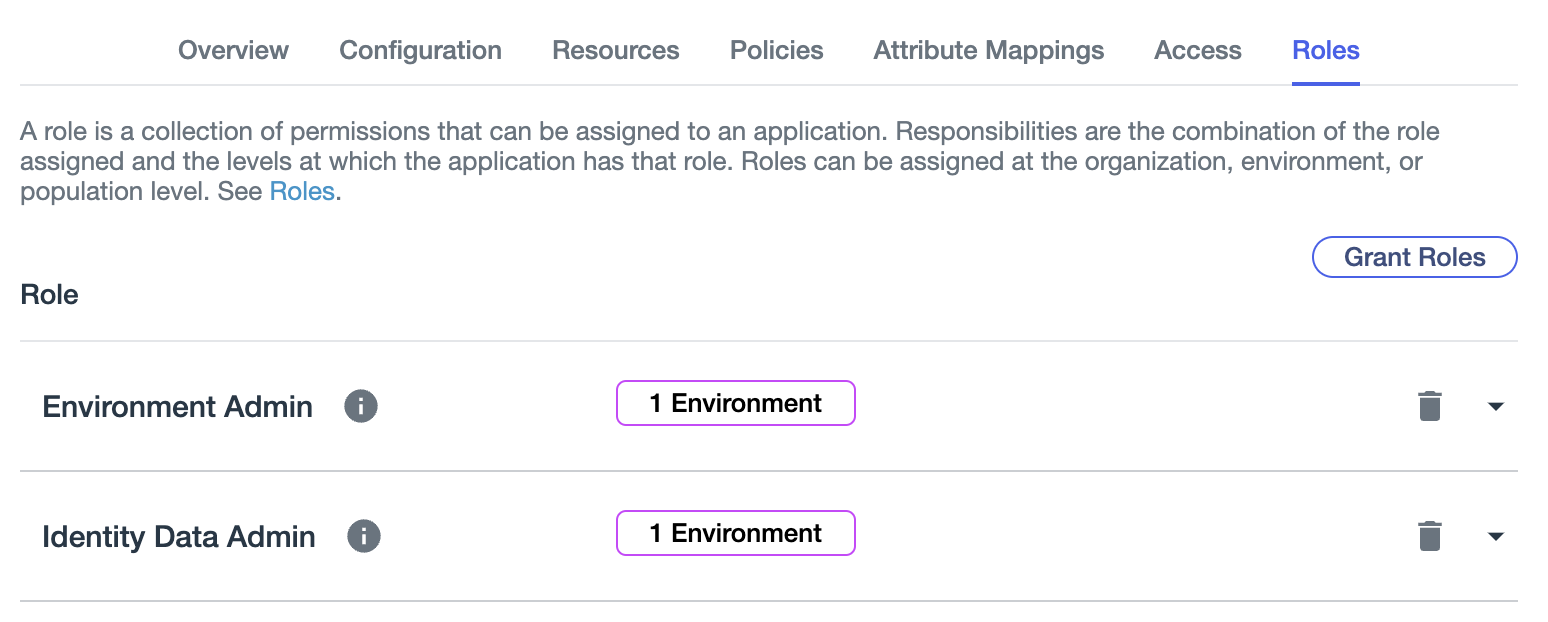 Overview Configuration Resources Policies Attribute Mappings Access Roles
A role is a collection of permissions that can be assigned to an application. Responsibilities are the combination of the role
assigned and the levels at which the application has that role. Roles can be assigned at the organization, environment, or
population level. See Roles.
Grant Roles
Role
Environment Admin 1 Environment
Identity Data Admin 1 Environment